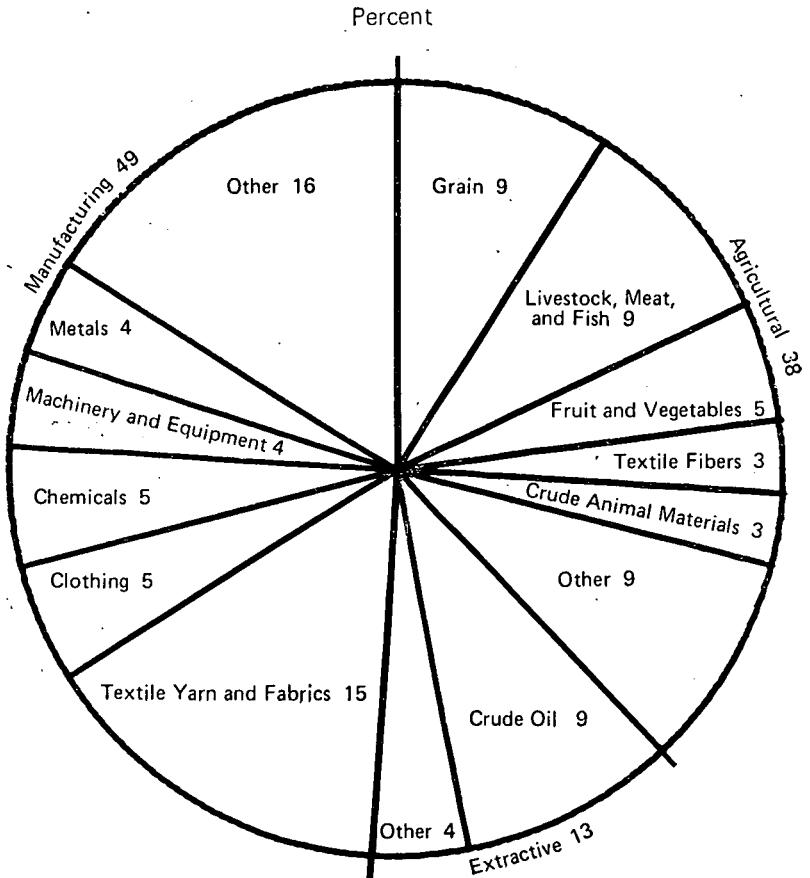 Percent
Manufacturing 49
Other 16
Grain 9
Agricultural 38
Livestock, Meat,
and Fish 9
Metals 4
Machinery and Equipment 4
Fruit and Vegetables 5
Textile Fibers 3
Crude Animal Materials 3
Chemicals 5
Clothing 5
Other 9
Textile Yarn and Fabrics 15
Crude Oil 9
Other 4
Extractive 13